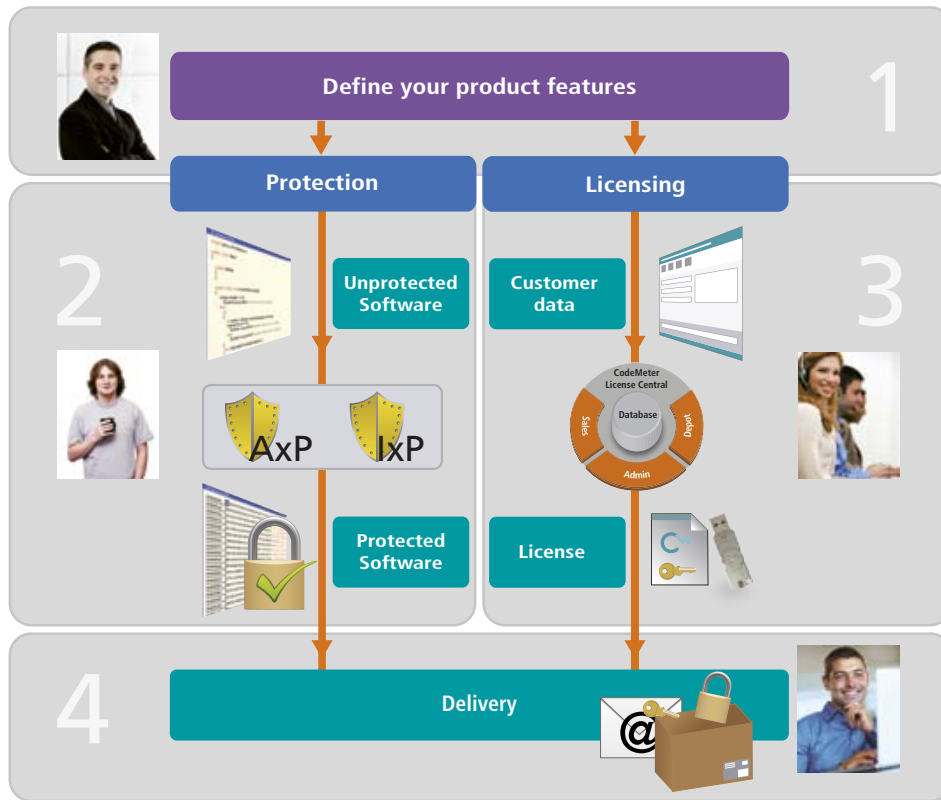 1
Define your product features
Protection
Licensing
2
Unprotected
Software
Customer
data
3
CodeMeter
License Central
Database
Sales
Depot
Admin
AxP
IxP
Protected
Software
License
4
Delivery
@